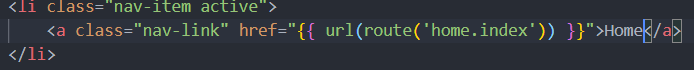 <li class="nav-item active">
<a class="nav-link" href="{{ url(route('home.index')) }}">Home</a>
</li>